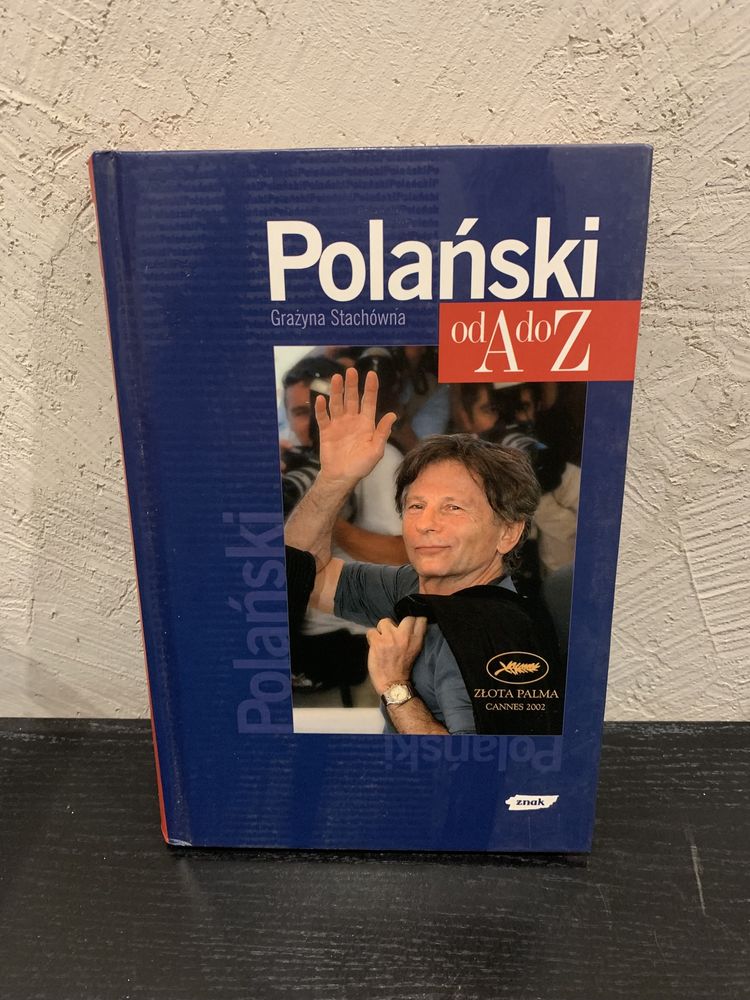 Polański
Grażyna Stachówna
od A do Z
Polański
ZŁOTA PALMA
CANNES 2002
Polański
znak